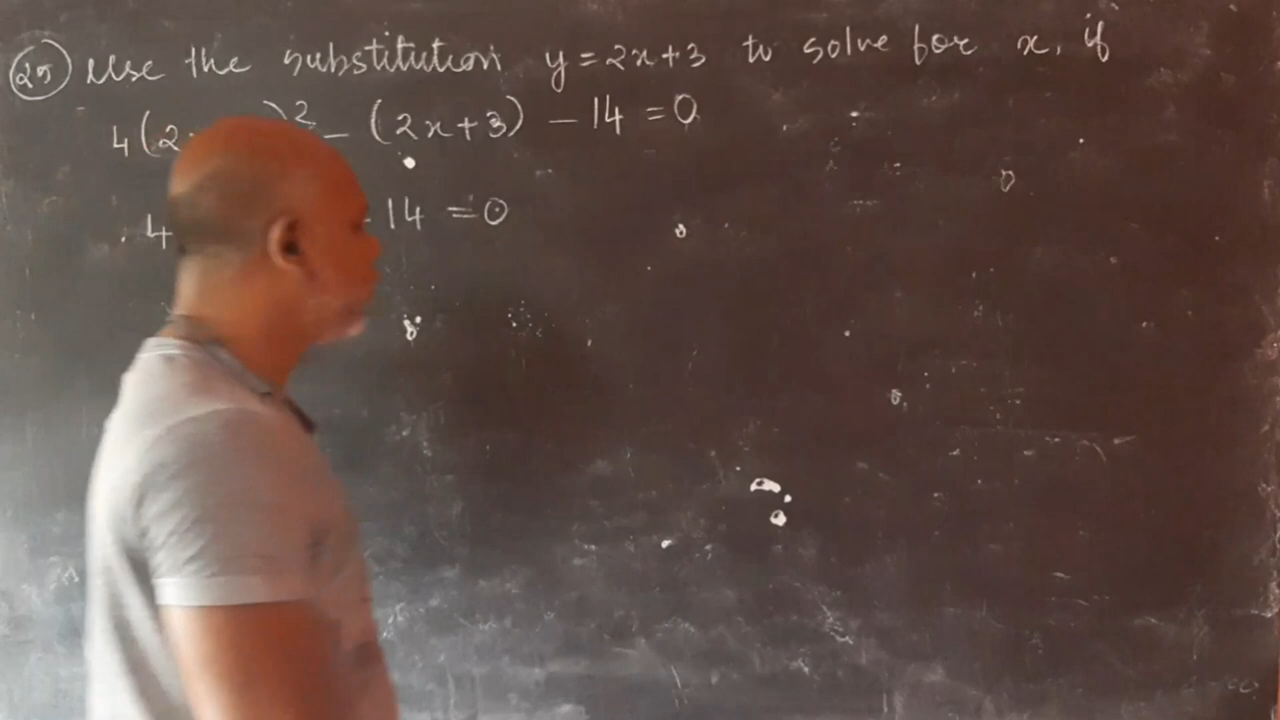 25 Use the substitution y = 2x+3 to solve for x, if
4(2 )² - (2x+3) - 14 = 0
4 - 14 = 0